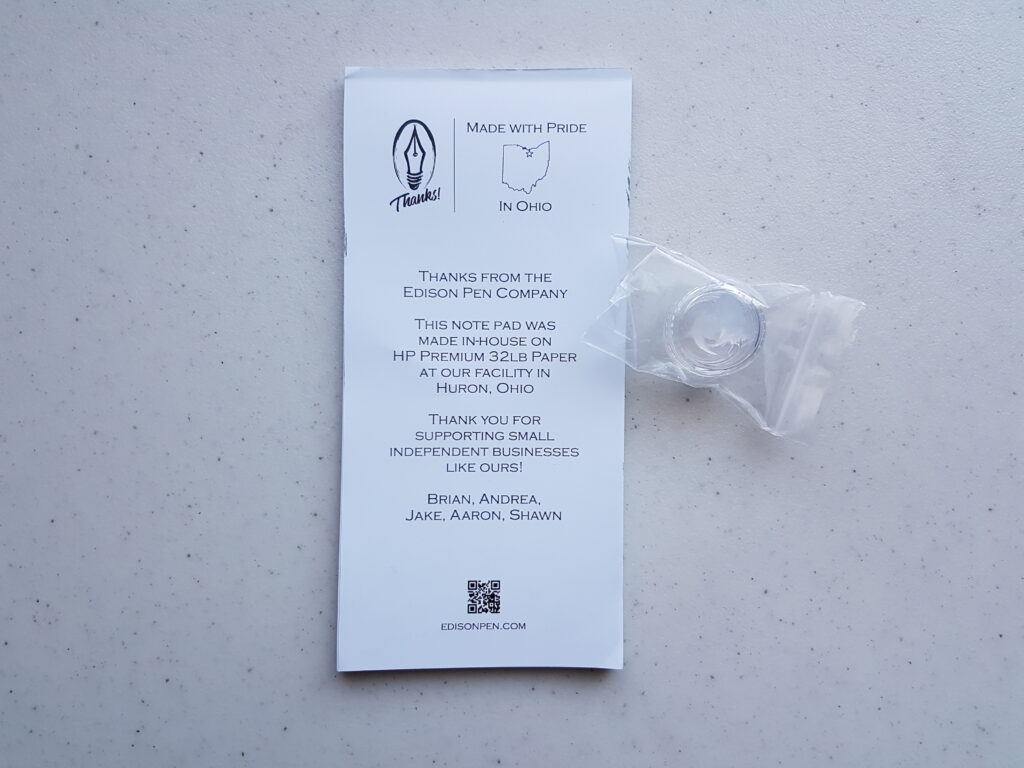 Thanks!
MADE WITH PRIDE
IN OHIO
THANKS FROM THE
EDISON PEN COMPANY
THIS NOTE PAD WAS
MADE IN-HOUSE ON
HP PREMIUM 32LB PAPER
AT OUR FACILITY IN
HURON, OHIO
THANK YOU FOR
SUPPORTING SMALL
INDEPENDENT BUSINESSES
LIKE OURS!
BRIAN, ANDREA,
JAKE, AARON, SHAWN
EDISONPEN.COM